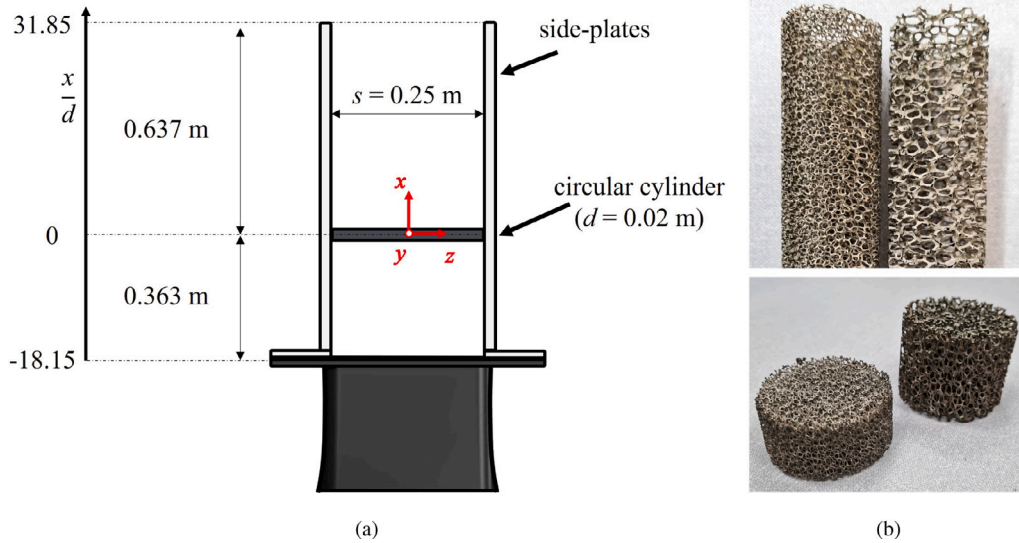 31.85
x
d
0.637 m
0
0.363 m
-18.15
side-plates
s = 0.25 m
circular cylinder
(d = 0.02 m)
x
y
z
(a)
(b)